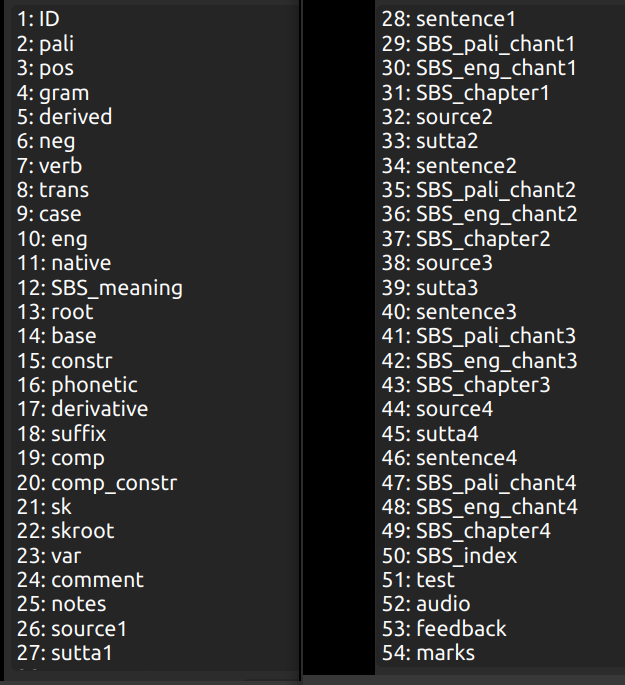 1: ID
2: pali
3: pos
4: gram
5: derived
6: neg
7: verb
8: trans
9: case
10: eng
11: native
12: SBS_meaning
13: root
14: base
15: constr
16: phonetic
17: derivative
18: suffix
19: comp
20: comp_constr
21: sk
22: skroot
23: var
24: comment
25: notes
26: source1
27: sutta1
28: sentence1
29: SBS_pali_chant1
30: SBS_eng_chant1
31: SBS_chapter1
32: source2
33: sutta2
34: sentence2
35: SBS_pali_chant2
36: SBS_eng_chant2
37: SBS_chapter2
38: source3
39: sutta3
40: sentence3
41: SBS_pali_chant3
42: SBS_eng_chant3
43: SBS_chapter3
44: source4
45: sutta4
46: sentence4
47: SBS_pali_chant4
48: SBS_eng_chant4
49: SBS_chapter4
50: SBS_index
51: test
52: audio
53: feedback
54: marks